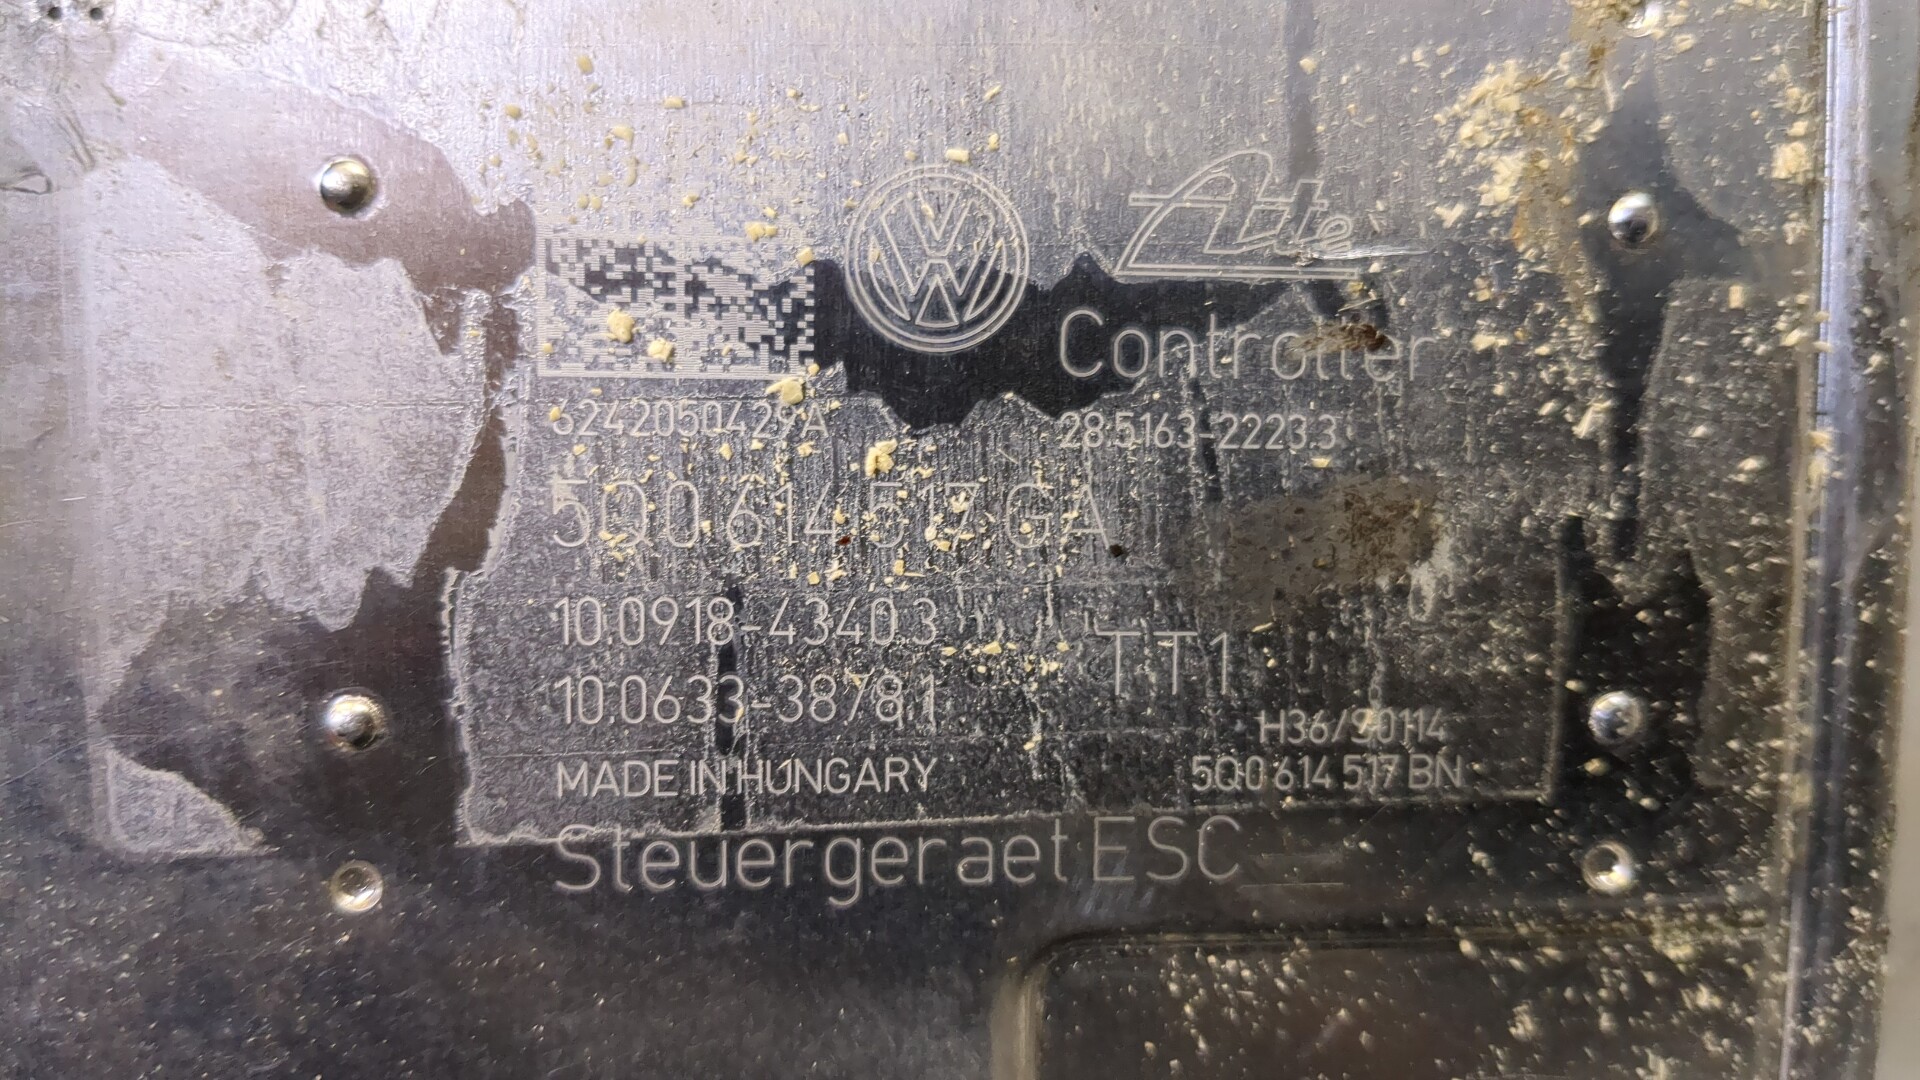 VW
Ate
Controller
6242050429A
28.5163-2223.3
5Q0 614 517 GA
10.0918-4340.3
TT1
10.0633-3878.1
H36/30114
MADE IN HUNGARY
5Q0 614 517 BN
Steuergeraet ESC